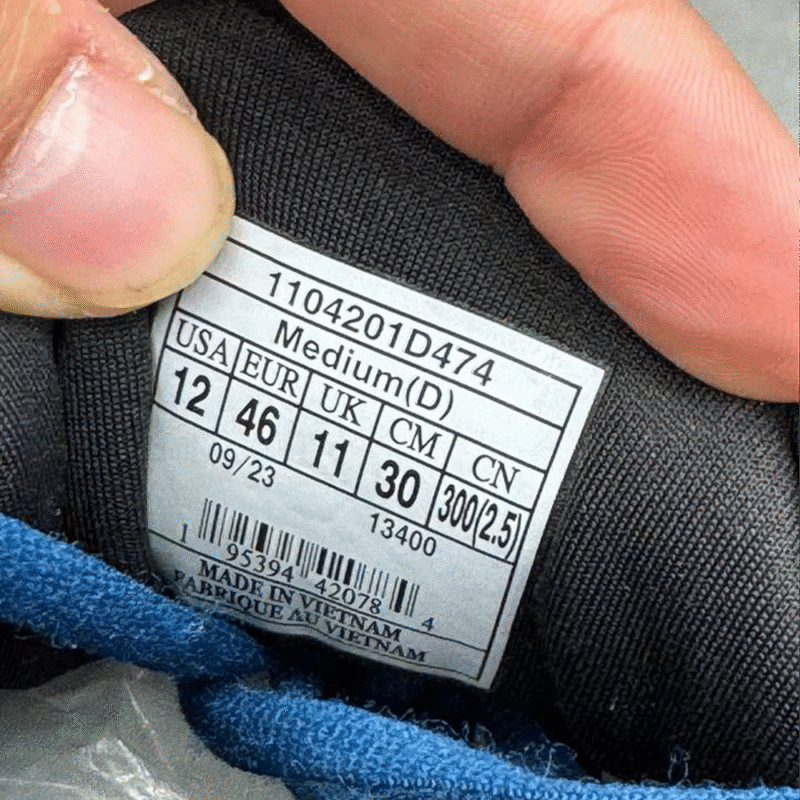 1104201D474
Medium(D)
USA EUR UK CM CN
12 46 11 30 300(2.5)
09/23 13400
1 95394 42078 4
MADE IN VIETNAM
FABRIQUE AU VIETNAM